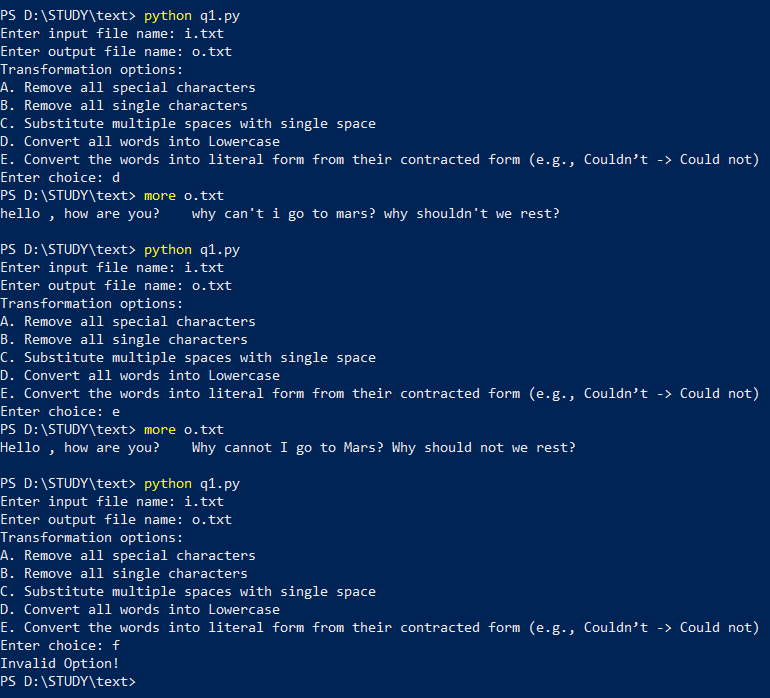 PS D:\STUDY\text> python q1.py
Enter input file name: i.txt
Enter output file name: o.txt
Transformation options:
A. Remove all special characters
B. Remove all single characters
C. Substitute multiple spaces with single space
D. Convert all words into Lowercase
E. Convert the words into literal form from their contracted form (e.g., Couldn’t -> Could not)
Enter choice: d
PS D:\STUDY\text> more o.txt
hello , how are you?    why can't i go to mars? why shouldn't we rest?

PS D:\STUDY\text> python q1.py
Enter input file name: i.txt
Enter output file name: o.txt
Transformation options:
A. Remove all special characters
B. Remove all single characters
C. Substitute multiple spaces with single space
D. Convert all words into Lowercase
E. Convert the words into literal form from their contracted form (e.g., Couldn’t -> Could not)
Enter choice: e
PS D:\STUDY\text> more o.txt
Hello , how are you?    Why cannot I go to Mars? Why should not we rest?

PS D:\STUDY\text> python q1.py
Enter input file name: i.txt
Enter output file name: o.txt
Transformation options:
A. Remove all special characters
B. Remove all single characters
C. Substitute multiple spaces with single space
D. Convert all words into Lowercase
E. Convert the words into literal form from their contracted form (e.g., Couldn’t -> Could not)
Enter choice: f
Invalid Option!
PS D:\STUDY\text>